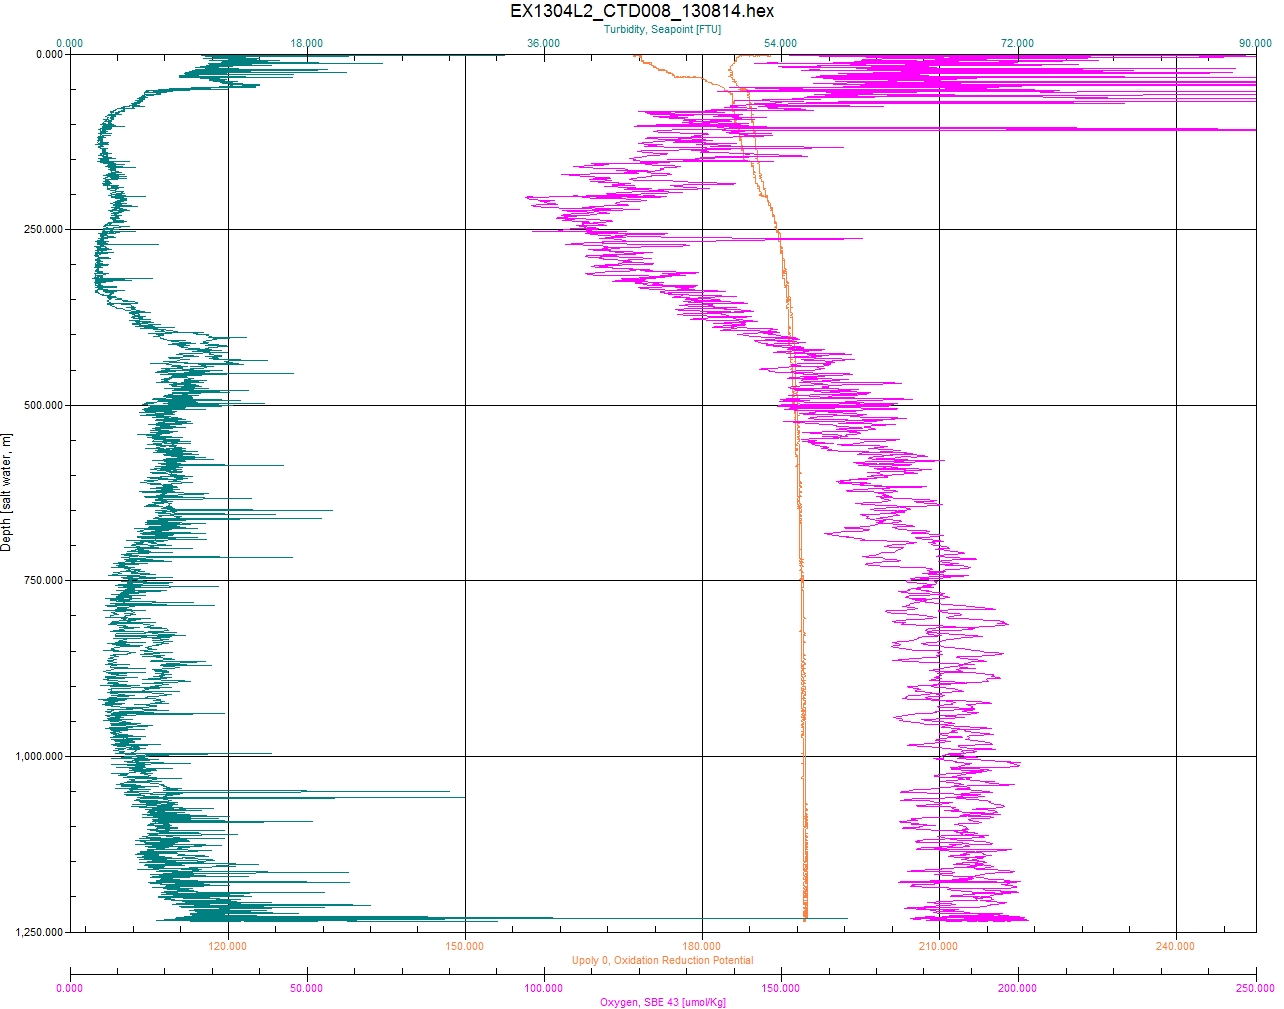 EX1304L2_CTD008_130814.hex
Turbidity, Seapoint [FTU]
0.000 18.000 36.000 54.000 72.000 90.000
0.000
250.000
500.000
750.000
1,000.000
1,250.000
Depth [salt water, m]
120.000 150.000 180.000 210.000 240.000
Upoly 0, Oxidation Reduction Potential
0.000 50.000 100.000 150.000 200.000 250.000
Oxygen, SBE 43 [umol/Kg]